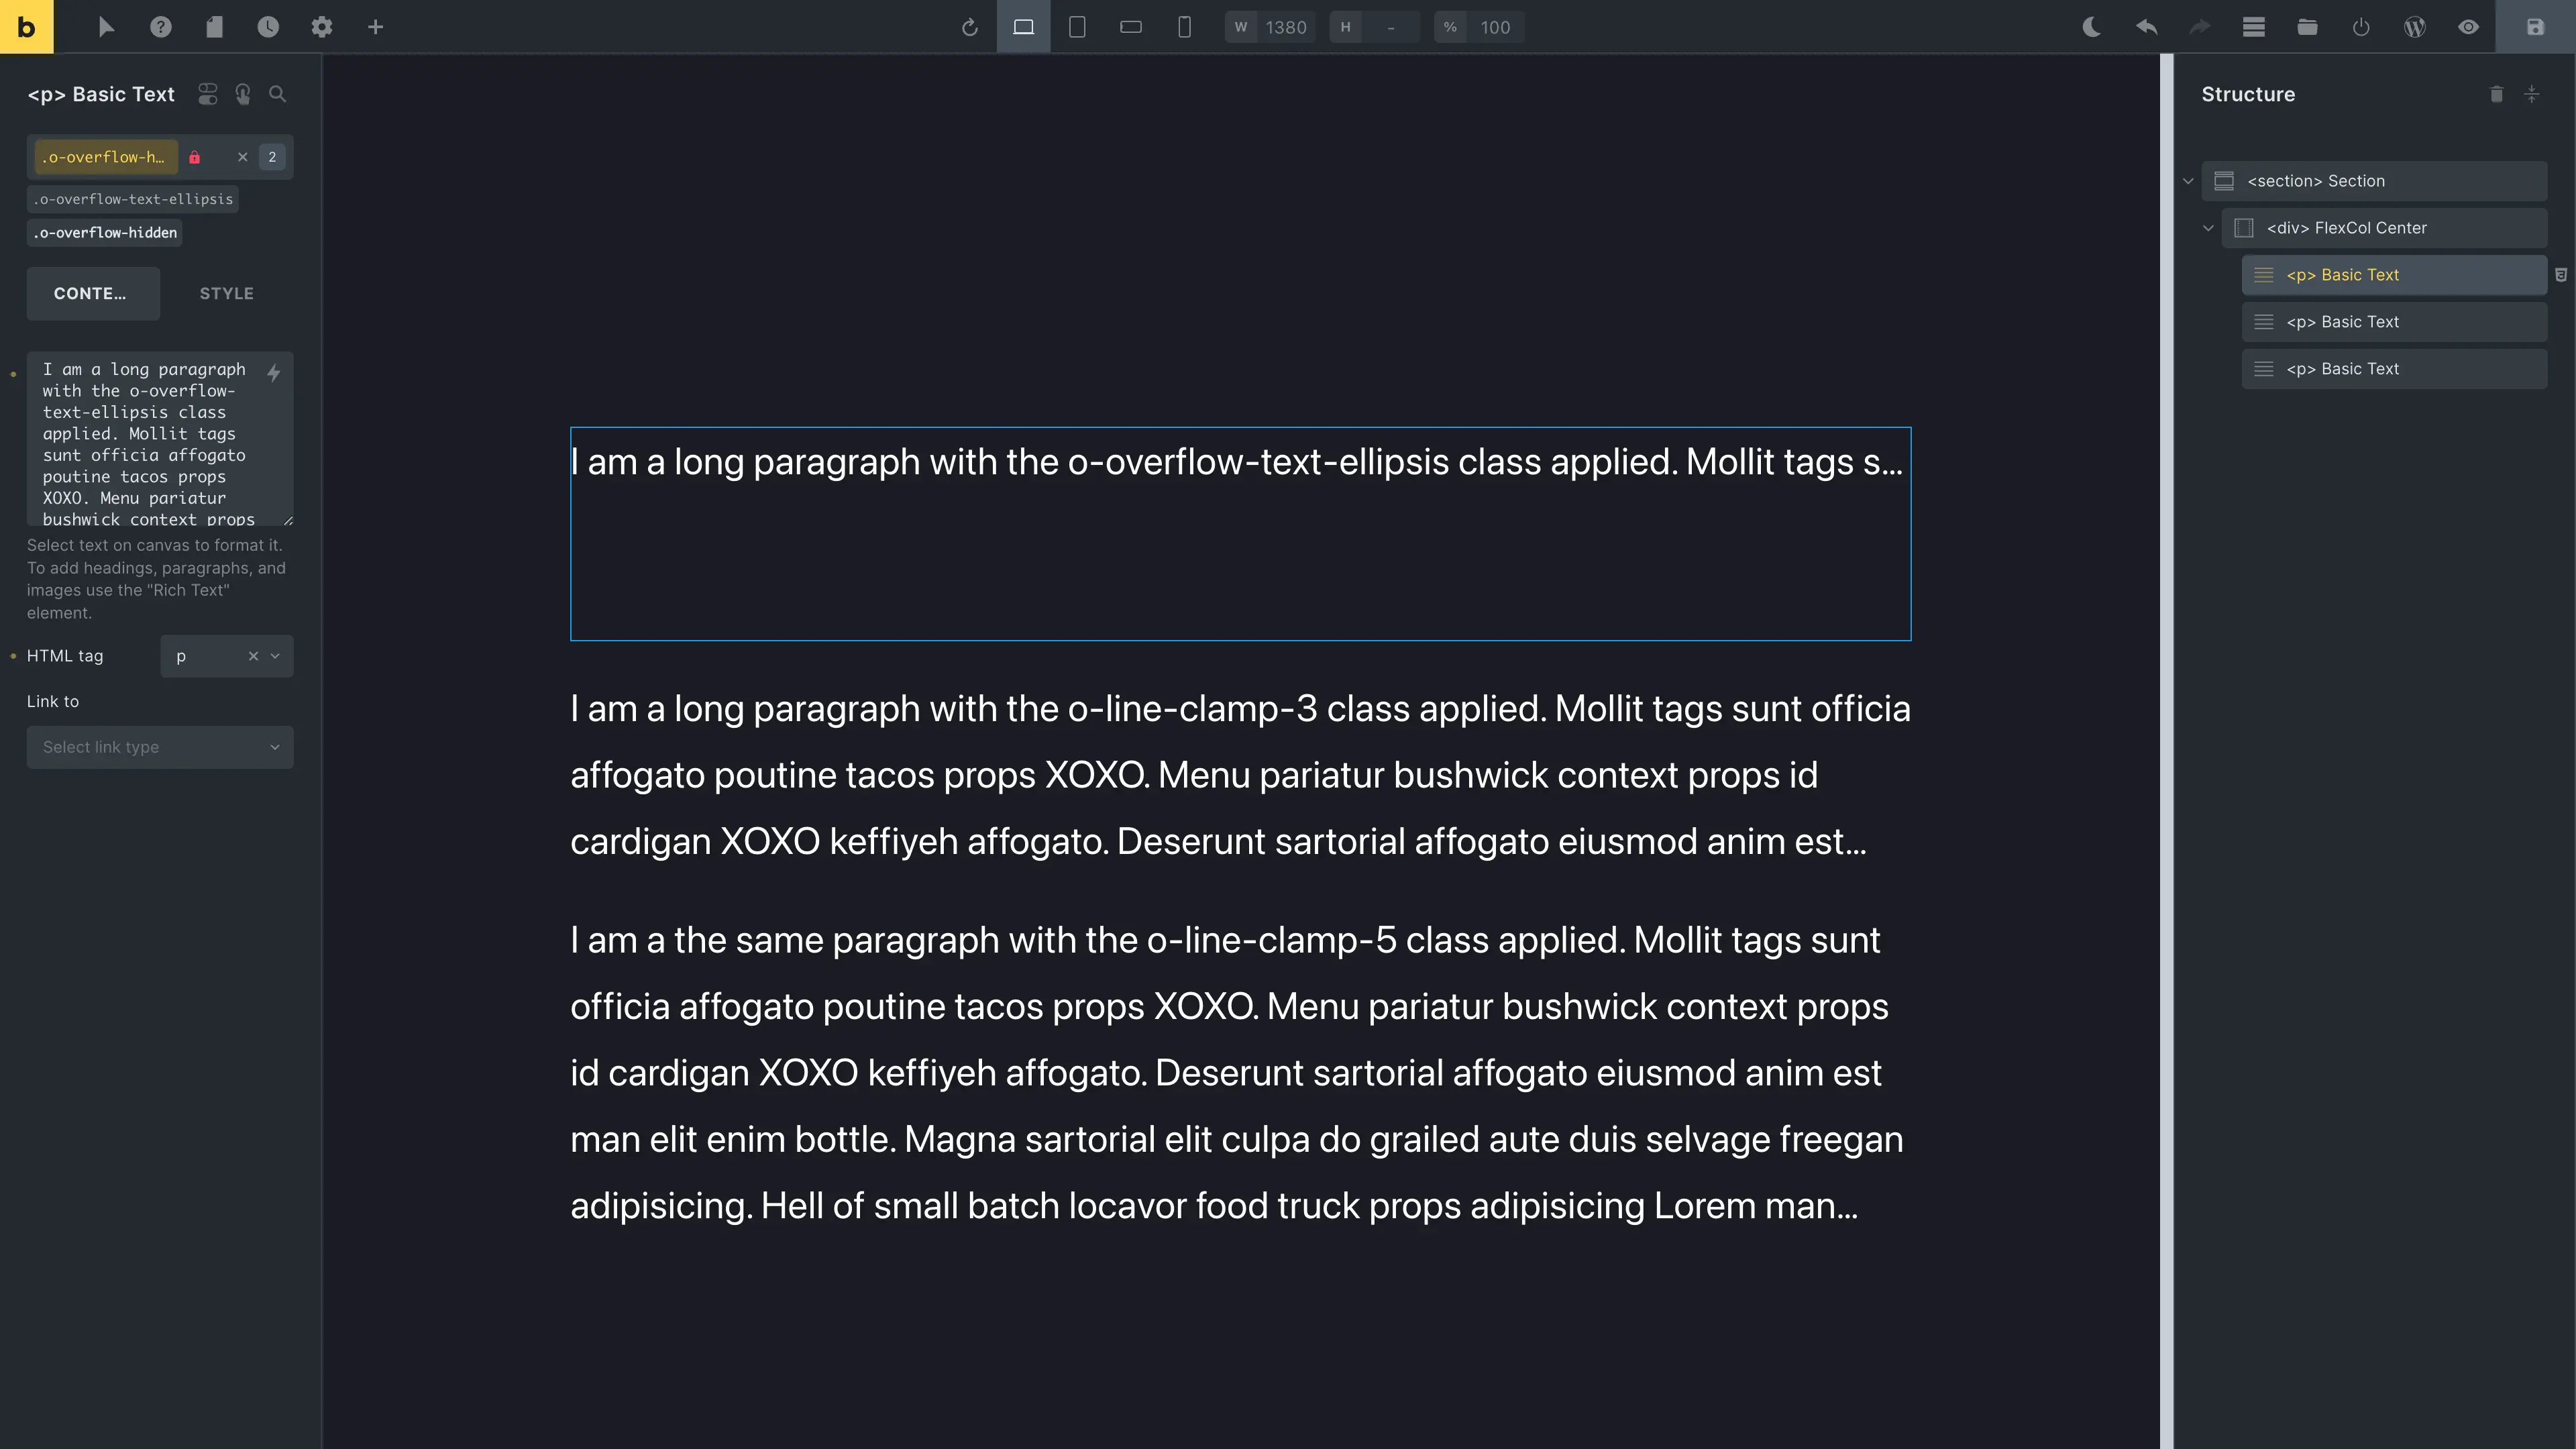 b
W 1380 H - % 100
<p> Basic Text
.o-overflow-h… 2
.o-overflow-text-ellipsis
.o-overflow-hidden
CONTE… STYLE
I am a long paragraph
with the o-overflow-
text-ellipsis class
applied. Mollit tags
sunt officia affogato
poutine tacos props
XOXO. Menu pariatur
bushwick context props
Select text on canvas to format it.
To add headings, paragraphs, and
images use the "Rich Text"
element.
HTML tag p
Link to
Select link type
I am a long paragraph with the o-overflow-text-ellipsis class applied. Mollit tags s…
I am a long paragraph with the o-line-clamp-3 class applied. Mollit tags sunt officia
affogato poutine tacos props XOXO. Menu pariatur bushwick context props id
cardigan XOXO keffiyeh affogato. Deserunt sartorial affogato eiusmod anim est…
I am a the same paragraph with the o-line-clamp-5 class applied. Mollit tags sunt
officia affogato poutine tacos props XOXO. Menu pariatur bushwick context props
id cardigan XOXO keffiyeh affogato. Deserunt sartorial affogato eiusmod anim est
man elit enim bottle. Magna sartorial elit culpa do grailed aute duis selvage freegan
adipisicing. Hell of small batch locavor food truck props adipisicing Lorem man…
Structure
<section> Section
<div> FlexCol Center
<p> Basic Text
<p> Basic Text
<p> Basic Text